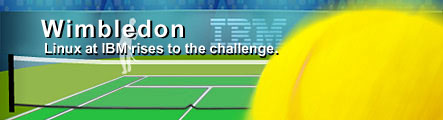 Wimbledon
IBM
Linux at IBM rises to the challenge.